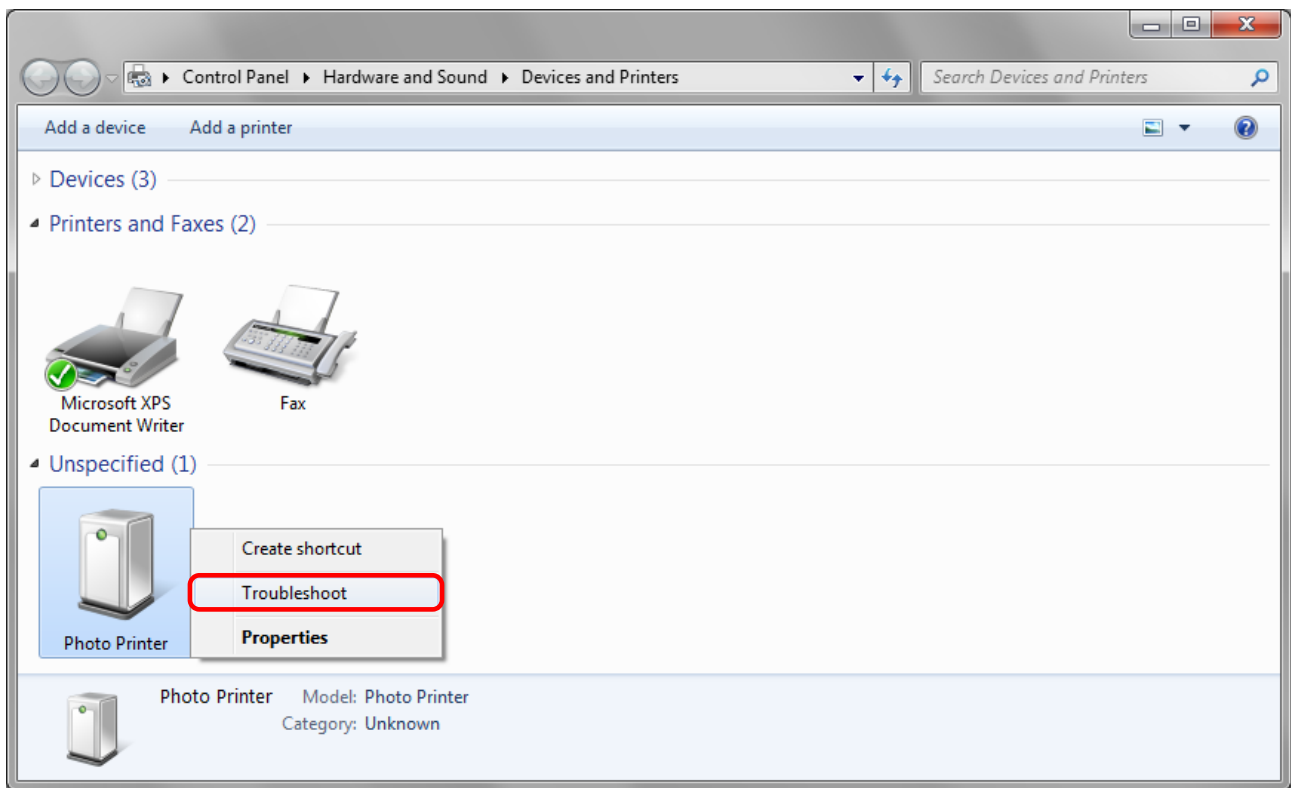 Control Panel Hardware and Sound Devices and Printers Search Devices and Printers
Add a device Add a printer
Devices (3)
Printers and Faxes (2)
Microsoft XPS Document Writer
Fax
Unspecified (1)
Photo Printer
Create shortcut
Troubleshoot
Properties
Photo Printer Model: Photo Printer
Category: Unknown